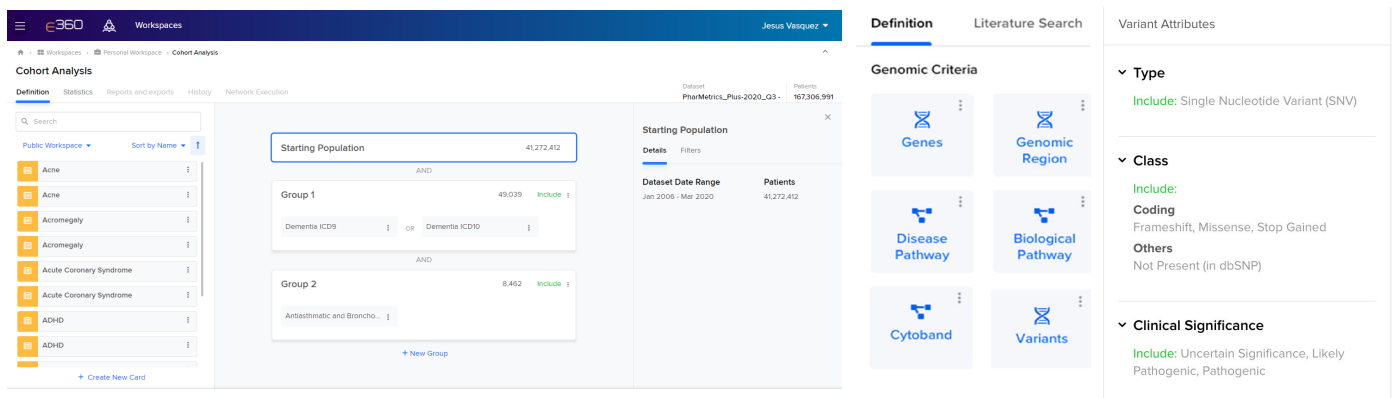 E360
Workspaces
Jesus Vasquez
Workspaces
Personal Workspace
Cohort Analysis
Cohort Analysis
Definition
Statistics
Reports and exports
History
Network Execution
Dataset
PharMetrics_Plus-2020_Q3 -
Patients
167,306,991
Search
Public Workspace
Sort by Name
Acne
Acne
Acromegaly
Acromegaly
Acute Coronary Syndrome
Acute Coronary Syndrome
ADHD
ADHD
+ Create New Card
Starting Population 41,272,412
AND
Group 1 49,039 Include
Dementia ICD9 OR Dementia ICD10
AND
Group 2 8,462 Include
Antiasthmatic and Broncho...
+ New Group
Starting Population
Details Filters
Dataset Date Range Patients
Jan 2006 - Mar 2020 41,272,412
Definition Literature Search
Genomic Criteria
Genes
Genomic
Region
Disease
Pathway
Biological
Pathway
Cytoband
Variants
Variant Attributes
Type
Include: Single Nucleotide Variant (SNV)
Class
Include:
Coding
Frameshift, Missense, Stop Gained
Others
Not Present (in dbSNP)
Clinical Significance
Include: Uncertain Significance, Likely
Pathogenic, Pathogenic